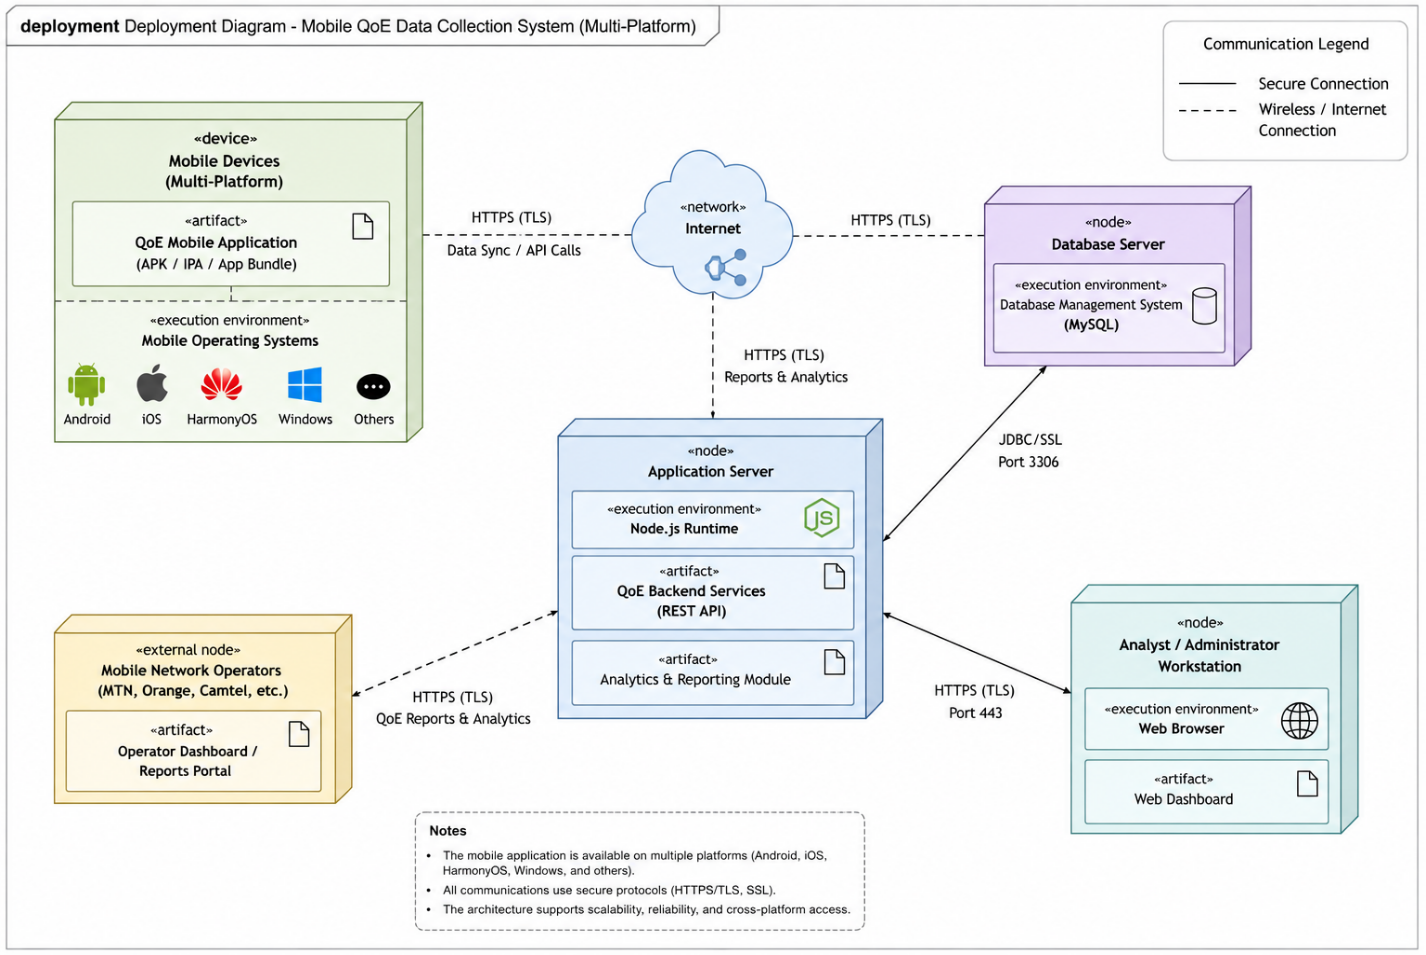 deployment Deployment Diagram - Mobile QoE Data Collection System (Multi-Platform)
Communication Legend
Secure Connection
Wireless / Internet
Connection
«device»
Mobile Devices
(Multi-Platform)
«artifact»
QoE Mobile Application
(APK / IPA / App Bundle)
«execution environment»
Mobile Operating Systems
Android
iOS
HarmonyOS
Windows
Others
HTTPS (TLS)
Data Sync / API Calls
«network»
Internet
HTTPS (TLS)
«node»
Database Server
«execution environment»
Database Management System
(MySQL)
HTTPS (TLS)
Reports & Analytics
JDBC/SSL
Port 3306
«node»
Application Server
«execution environment»
Node.js Runtime
JS
«artifact»
QoE Backend Services
(REST API)
«artifact»
Analytics & Reporting Module
«external node»
Mobile Network Operators
(MTN, Orange, Camtel, etc.)
«artifact»
Operator Dashboard /
Reports Portal
HTTPS (TLS)
QoE Reports & Analytics
HTTPS (TLS)
Port 443
«node»
Analyst / Administrator
Workstation
«execution environment»
Web Browser
«artifact»
Web Dashboard
Notes
• The mobile application is available on multiple platforms (Android, iOS,
HarmonyOS, Windows, and others).
• All communications use secure protocols (HTTPS/TLS, SSL).
• The architecture supports scalability, reliability, and cross-platform access.